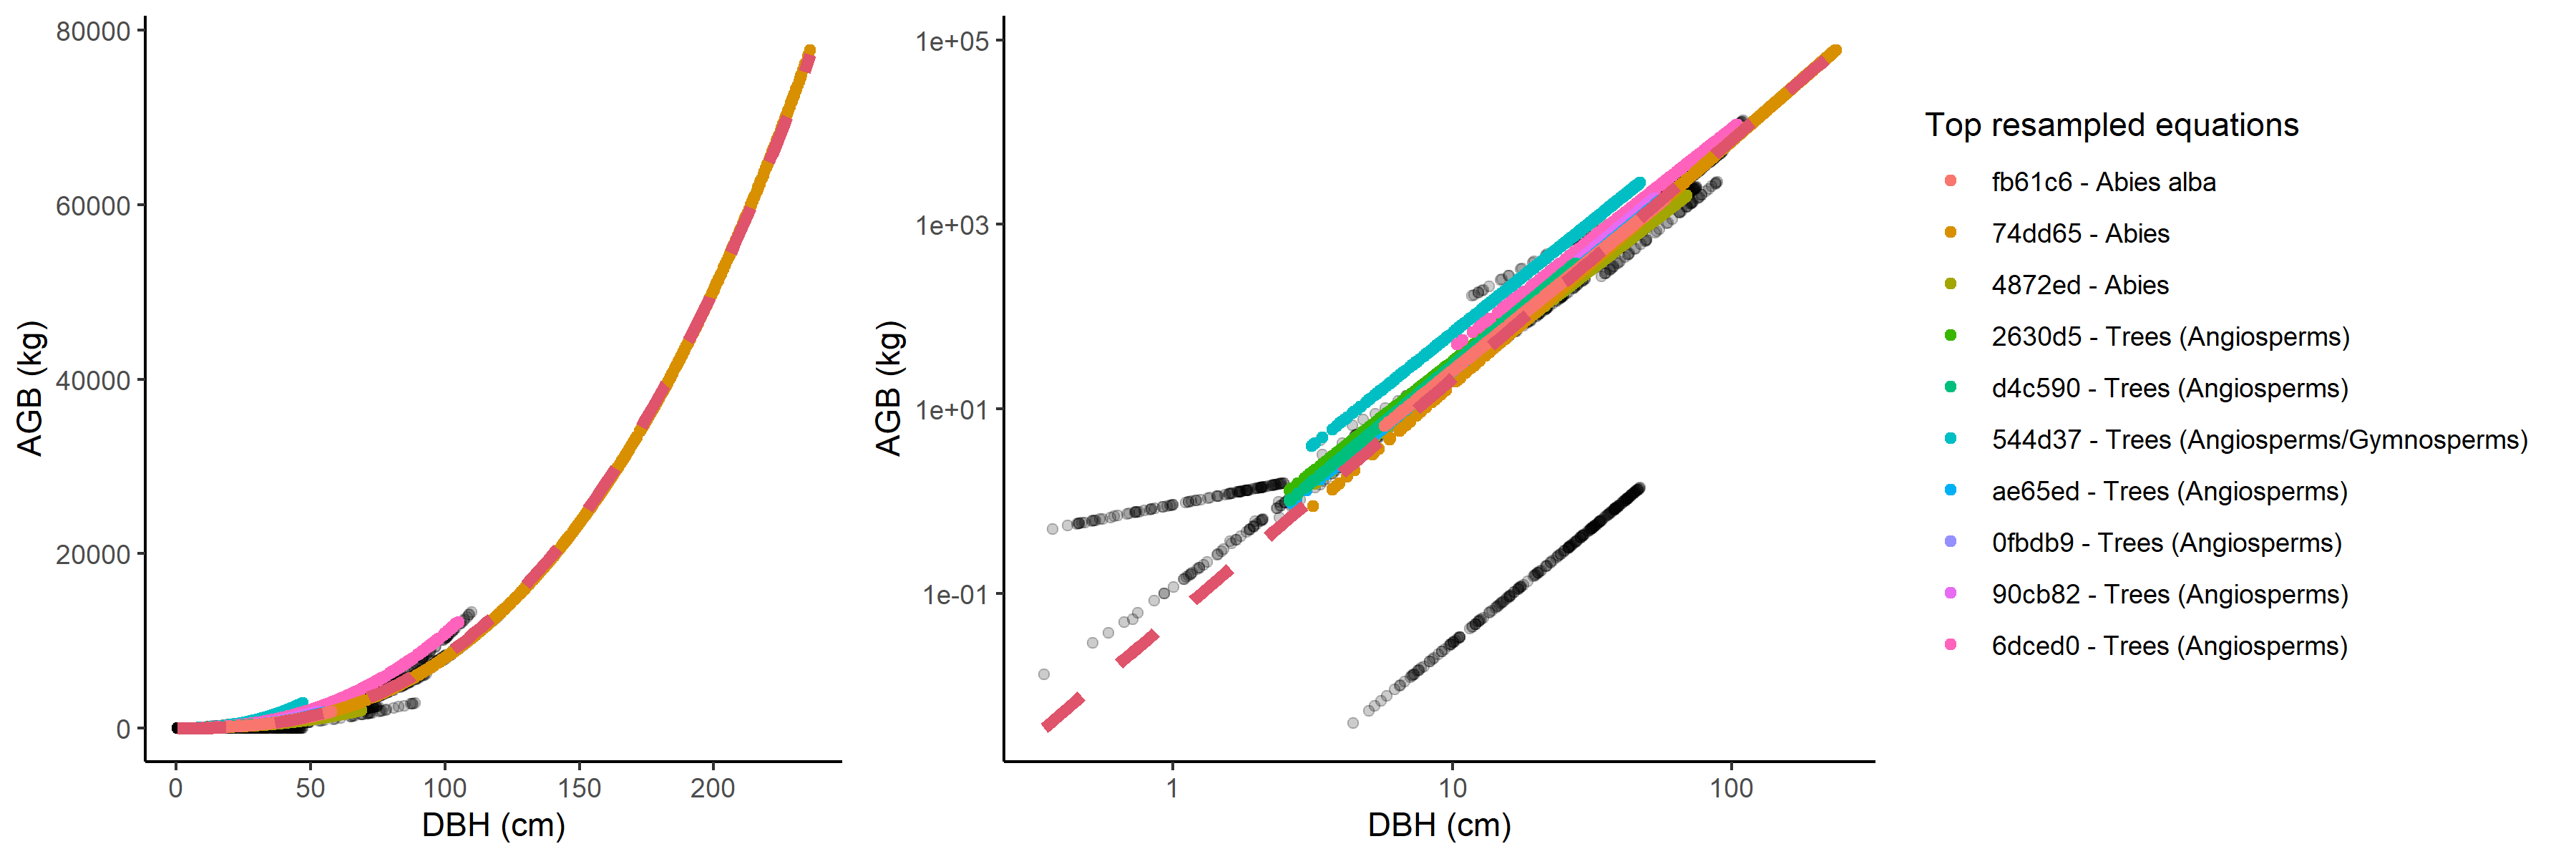 80000
60000
40000
20000
0
AGB (kg)
0 50 100 150 200
DBH (cm)
1e+05
1e+03
1e+01
1e-01
AGB (kg)
1 10 100
DBH (cm)
Top resampled equations
fb61c6 - Abies alba
74dd65 - Abies
4872ed - Abies
2630d5 - Trees (Angiosperms)
d4c590 - Trees (Angiosperms)
544d37 - Trees (Angiosperms/Gymnosperms)
ae65ed - Trees (Angiosperms)
0fbdb9 - Trees (Angiosperms)
90cb82 - Trees (Angiosperms)
6dced0 - Trees (Angiosperms)